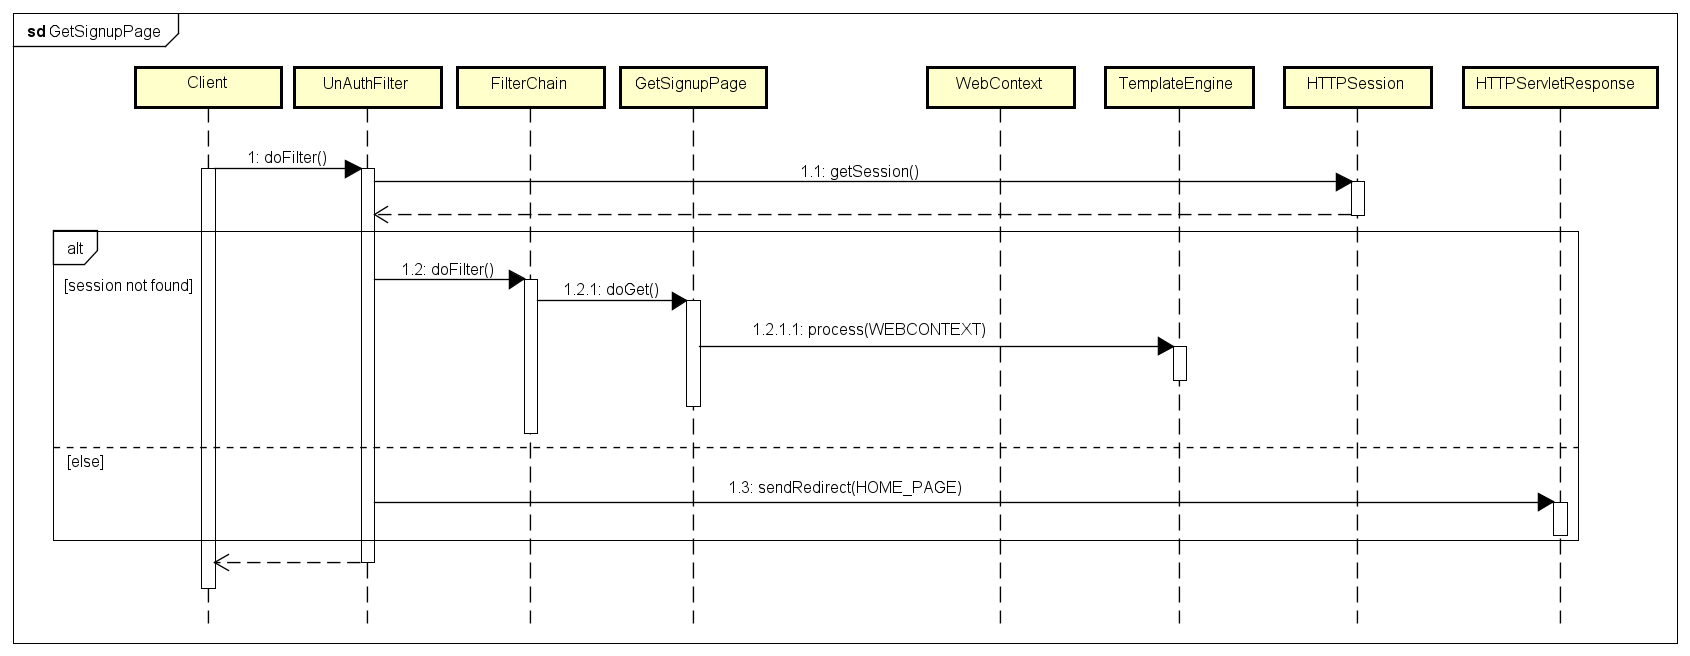 sd GetSignupPage
Client
UnAuthFilter
FilterChain
GetSignupPage
WebContext
TemplateEngine
HTTPSession
HTTPServletResponse
1: doFilter()
1.1: getSession()
alt
[session not found]
1.2: doFilter()
1.2.1: doGet()
1.2.1.1: process(WEBCONTEXT)
[else]
1.3: sendRedirect(HOME_PAGE)